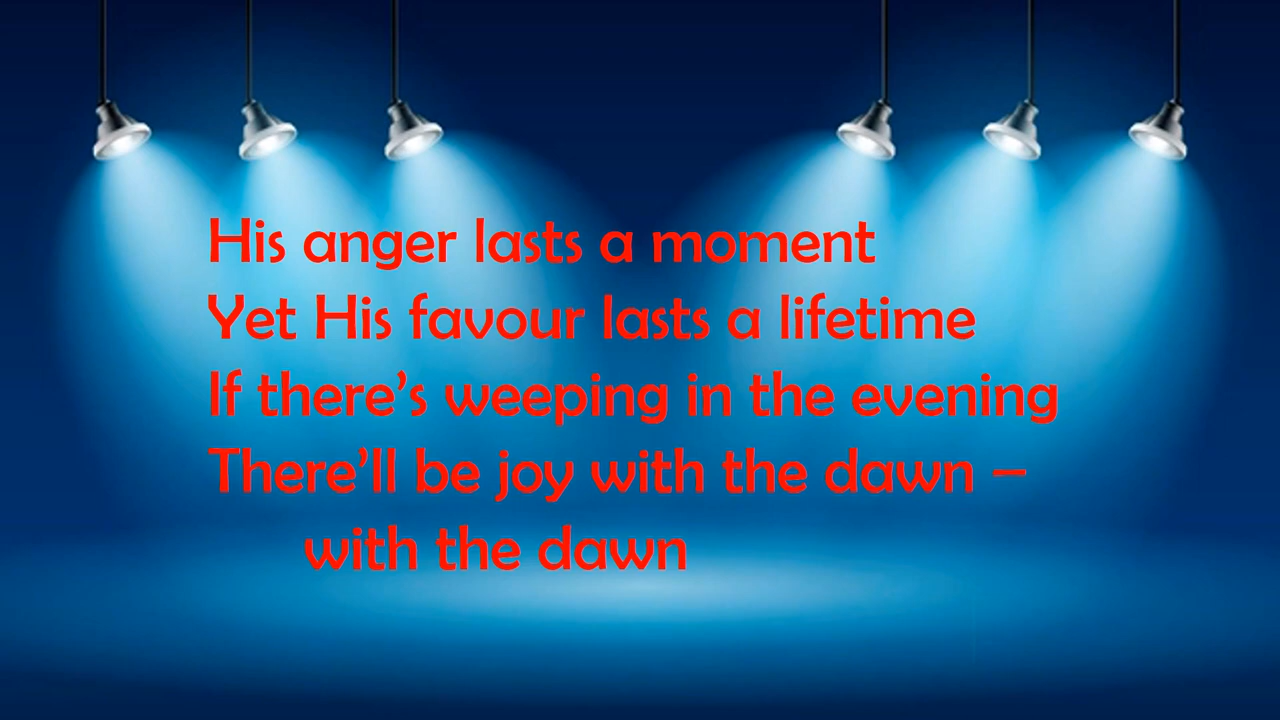 His anger lasts a moment
Yet His favour lasts a lifetime
If there’s weeping in the evening
There’ll be joy with the dawn –
with the dawn